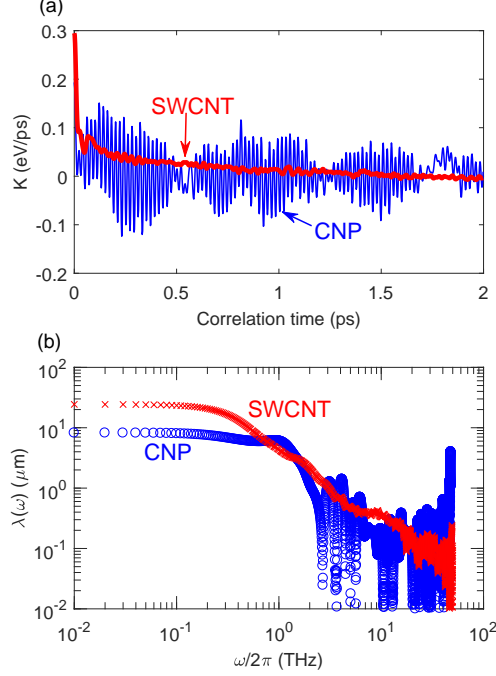 (a)
0.3
0.2
0.1
0
-0.1
-0.2
K (eV/ps)
SWCNT
CNP
0 0.5 1 1.5 2
Correlation time (ps)
(b)
10^2
10^1
10^0
10^-1
10^-2
λ(ω) (μm)
SWCNT
CNP
10^-2 10^-1 10^0 10^1 10^2
ω/2π (THz)